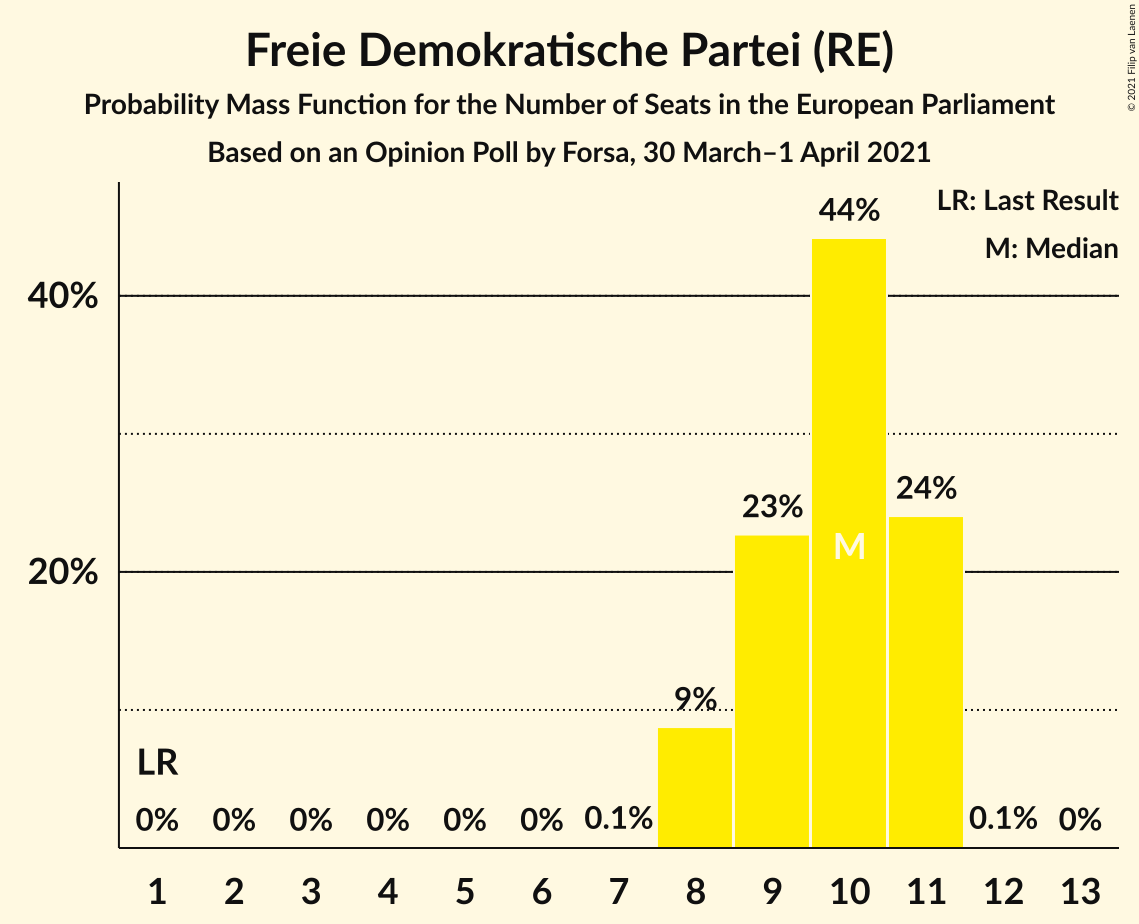 Freie Demokratische Partei (RE)
Probability Mass Function for the Number of Seats in the European Parliament
Based on an Opinion Poll by Forsa, 30 March–1 April 2021
© 2021 Filip van Laenen
LR: Last Result
M: Median
44%
40%
24%
23%
M
20%
9%
LR
0% 0% 0% 0% 0% 0% 0.1% 0.1% 0%
1 2 3 4 5 6 7 8 9 10 11 12 13